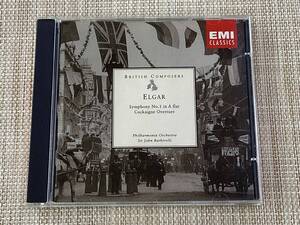 EMI
CLASSICS
BRITISH COMPOSERS
ELGAR
Symphony No.1 in A flat
Cockaigne Overture
Philharmonia Orchestra
Sir John Barbirolli